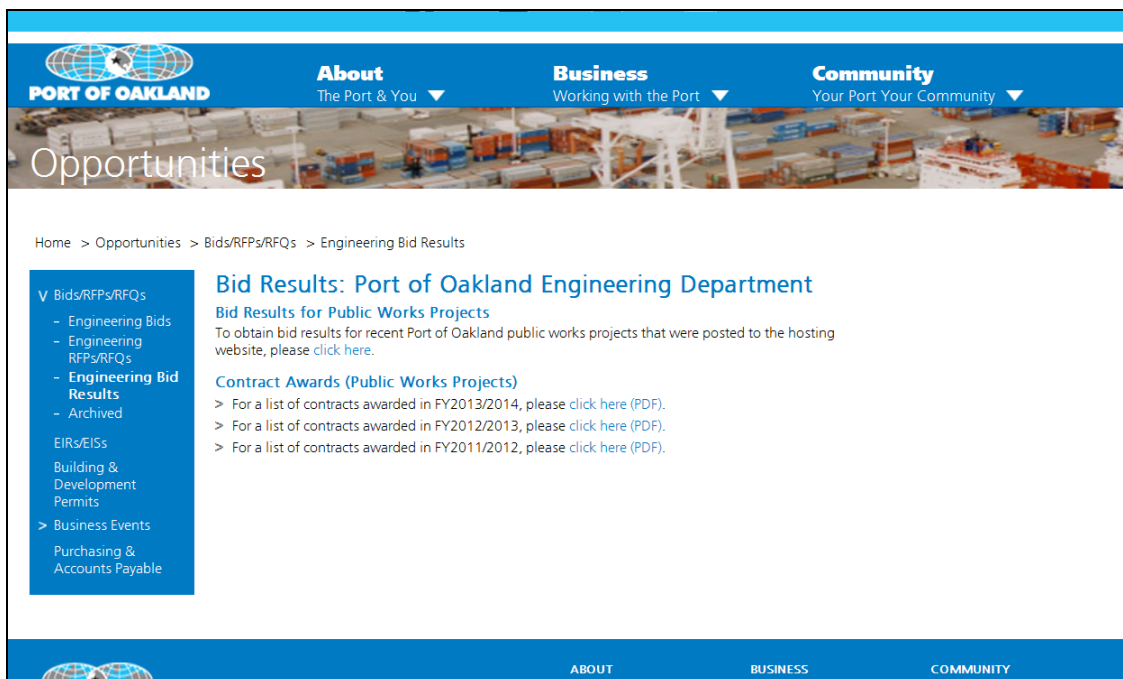 PORT OF OAKLAND
About
The Port & You
Business
Working with the Port
Community
Your Port Your Community
Opportunities
Home > Opportunities > Bids/RFPs/RFQs > Engineering Bid Results
V Bids/RFPs/RFQs
– Engineering Bids
– Engineering
RFPs/RFQs
– Engineering Bid
Results
– Archived
EIRs/EISs
Building &
Development
Permits
> Business Events
Purchasing &
Accounts Payable
Bid Results: Port of Oakland Engineering Department
Bid Results for Public Works Projects
To obtain bid results for recent Port of Oakland public works projects that were posted to the hosting
website, please click here.
Contract Awards (Public Works Projects)
> For a list of contracts awarded in FY2013/2014, please click here (PDF).
> For a list of contracts awarded in FY2012/2013, please click here (PDF).
> For a list of contracts awarded in FY2011/2012, please click here (PDF).
ABOUT
BUSINESS
COMMUNITY